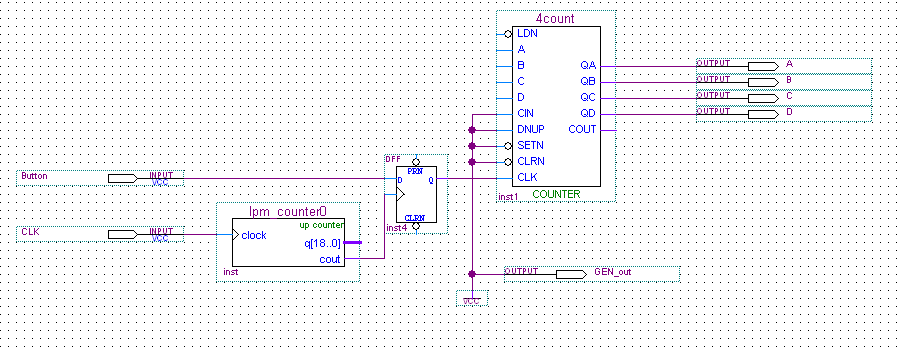 4count
LDN
A
B
C
D
CIN
DNUP
SETN
CLRN
CLK
QA
QB
QC
QD
COUT
inst1
COUNTER
OUTPUT A
OUTPUT B
OUTPUT C
OUTPUT D
DFF
PRN
D Q
CLRN
inst4
Button INPUT
VCC
lpm_counter0
up counter
clock
q[18..0]
cout
inst
CLK INPUT
VCC
OUTPUT GEN_out
VCC